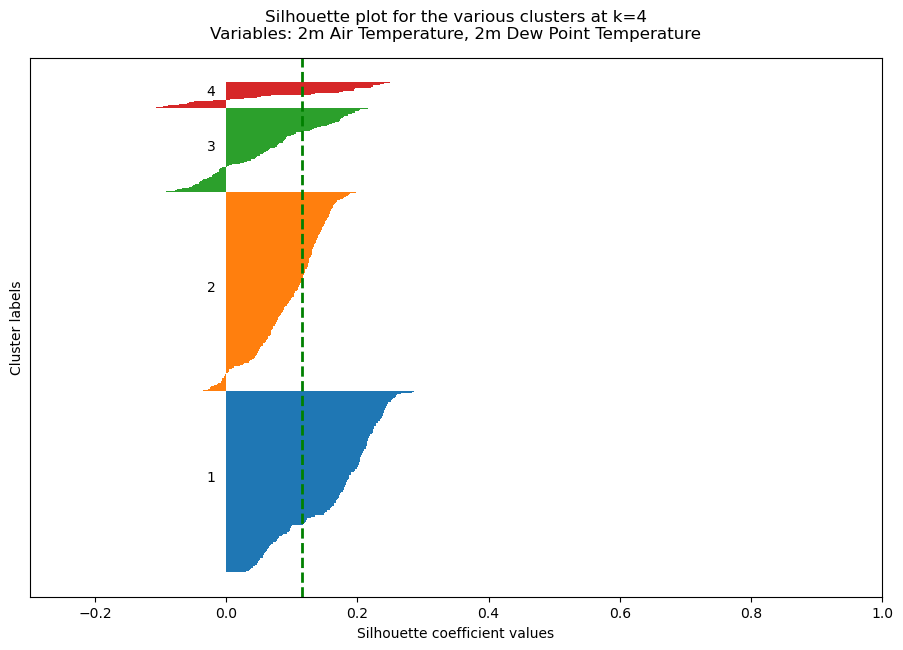 Silhouette plot for the various clusters at k=4
Variables: 2m Air Temperature, 2m Dew Point Temperature
Cluster labels
4
3
2
1
−0.2 0.0 0.2 0.4 0.6 0.8 1.0
Silhouette coefficient values